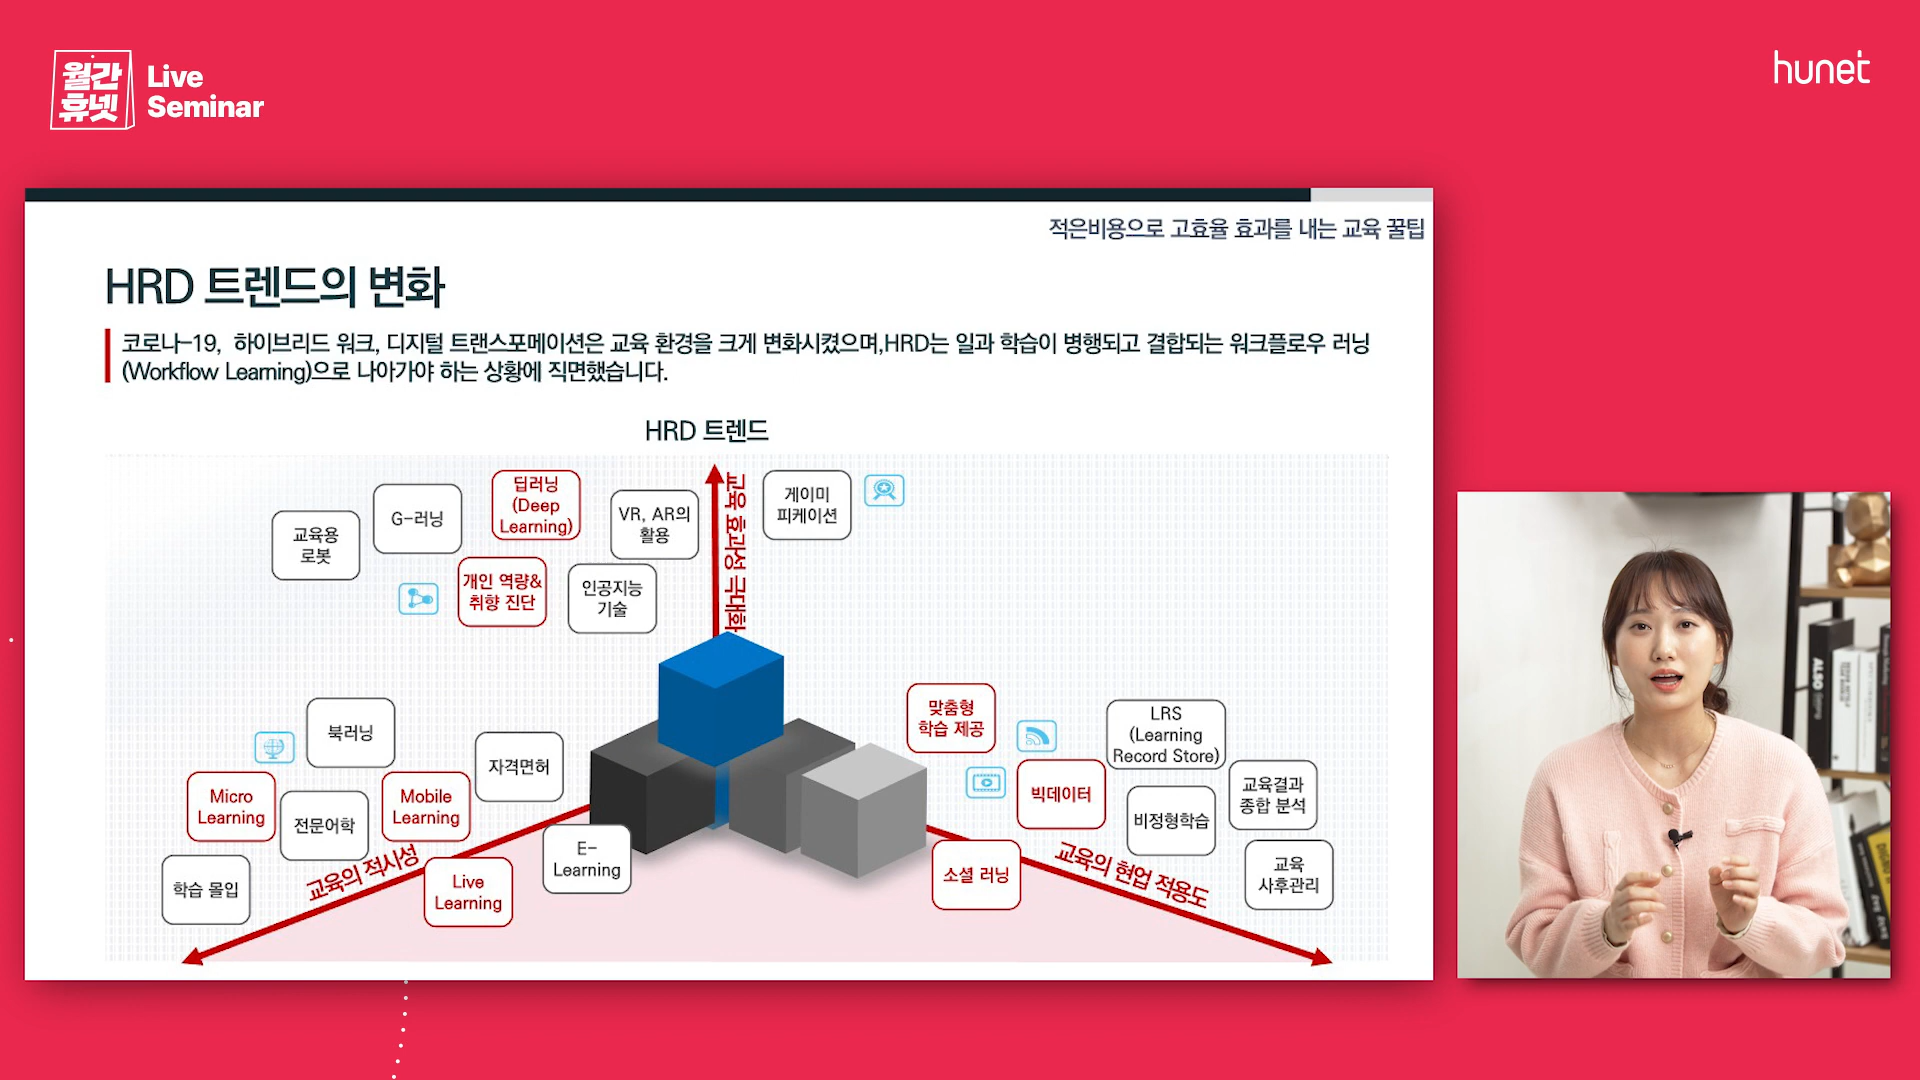 월간
휴넷
Live
Seminar
hunet
적은비용으로 고효율 효과를 내는 교육 꿀팁
HRD 트렌드의 변화
코로나-19, 하이브리드 워크, 디지털 트랜스포메이션은 교육 환경을 크게 변화시켰으며,HRD는 일과 학습이 병행되고 결합되는 워크플로우 러닝
(Workflow Learning)으로 나아가야 하는 상황에 직면했습니다.
HRD 트렌드
교육용
로봇
G-러닝
딥러닝
(Deep
Learning)
개인 역량&
취향 진단
VR, AR의
활용
인공지능
기술
교육 효과성 극대화
게이미
피케이션
북러닝
자격면허
Micro
Learning
전문어학
Mobile
Learning
학습 몰입
교육의 적시성
Live
Learning
E-
Learning
맞춤형
학습 제공
LRS
(Learning
Record Store)
빅데이터
비정형학습
교육결과
종합 분석
소셜 러닝
교육의 현업 적용도
교육
사후관리
ALSO